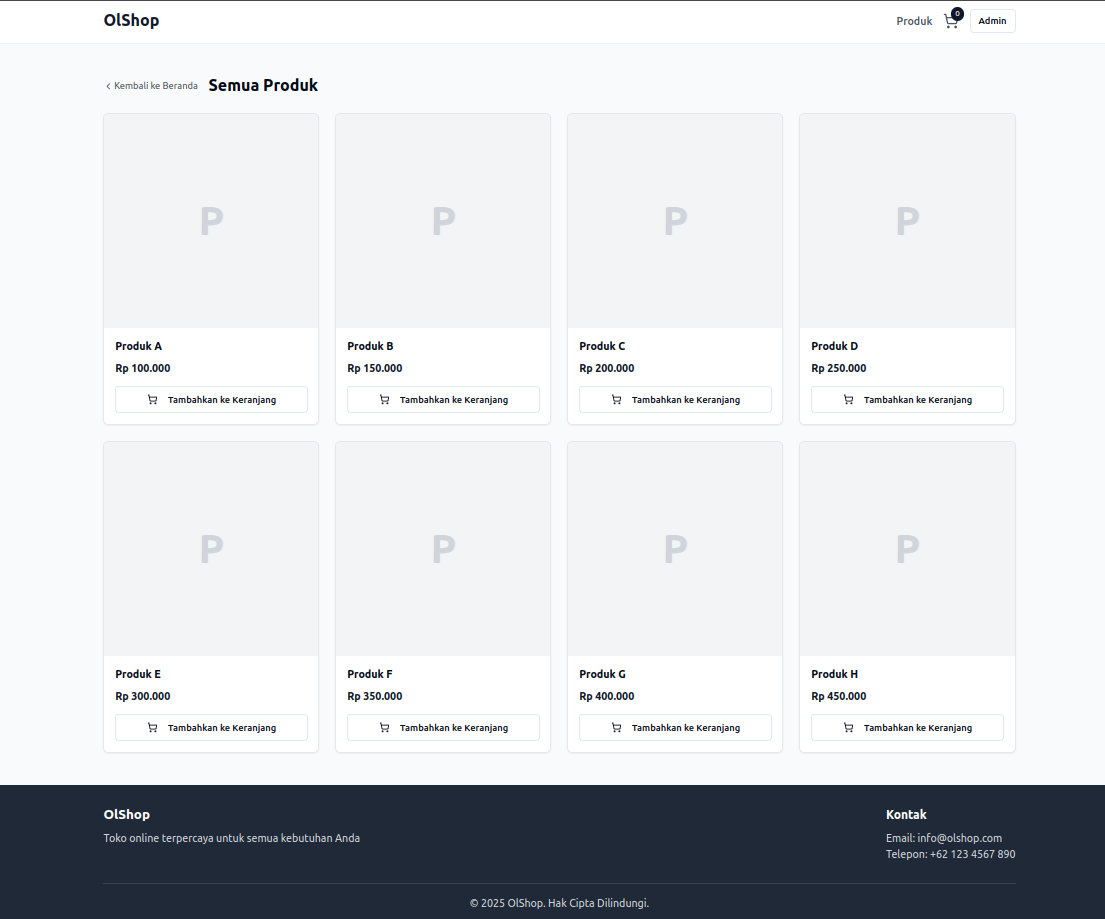 OlShop
Produk
0
Admin
Kembali ke Beranda
Semua Produk
P
P
P
P
Produk A
Produk B
Produk C
Produk D
Rp 100.000
Rp 150.000
Rp 200.000
Rp 250.000
Tambahkan ke Keranjang
Tambahkan ke Keranjang
Tambahkan ke Keranjang
Tambahkan ke Keranjang
P
P
P
P
Produk E
Produk F
Produk G
Produk H
Rp 300.000
Rp 350.000
Rp 400.000
Rp 450.000
Tambahkan ke Keranjang
Tambahkan ke Keranjang
Tambahkan ke Keranjang
Tambahkan ke Keranjang
OlShop
Toko online terpercaya untuk semua kebutuhan Anda
Kontak
Email: info@olshop.com
Telepon: +62 123 4567 890
© 2025 OlShop. Hak Cipta Dilindungi.